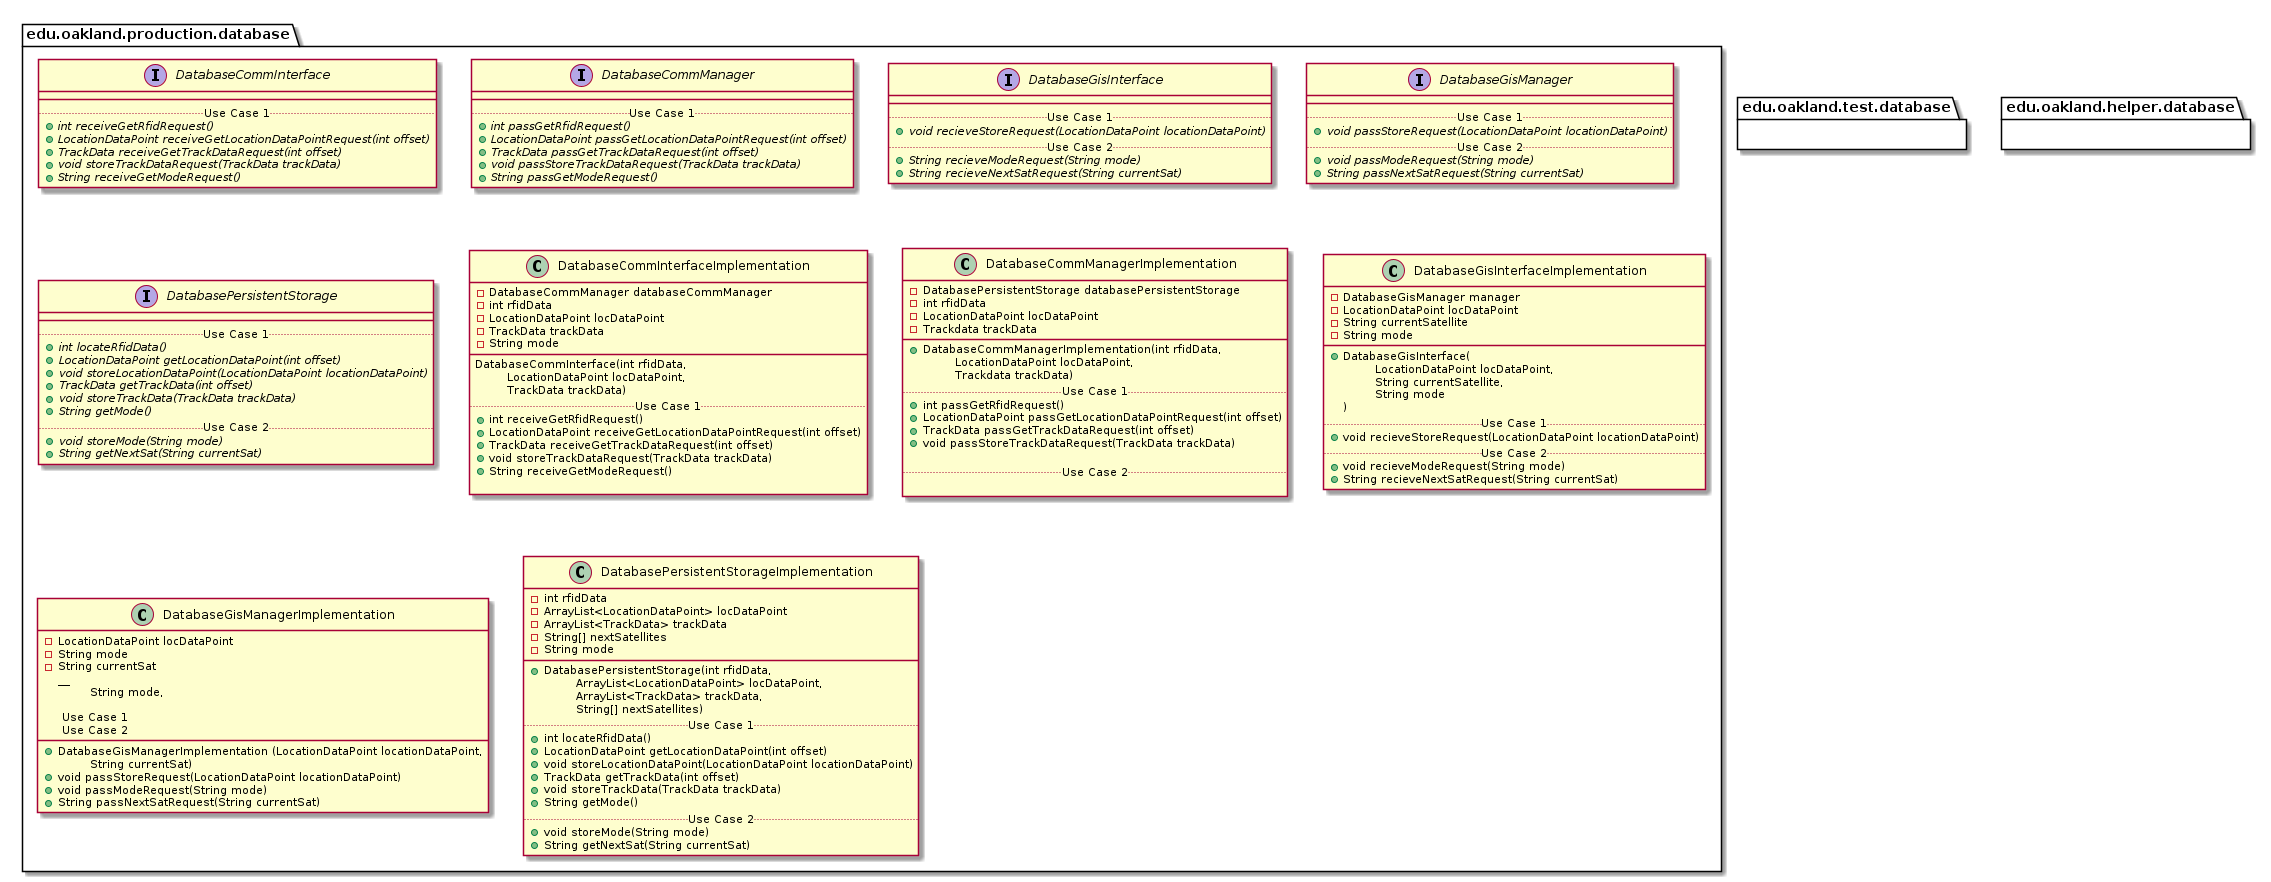 edu.oakland.production.database
I DatabaseCommInterface
Use Case 1
int receiveGetRfidRequest()
LocationDataPoint receiveGetLocationDataPointRequest(int offset)
TrackData receiveGetTrackDataRequest(int offset)
void storeTrackDataRequest(TrackData trackData)
String receiveGetModeRequest()
I DatabaseCommManager
Use Case 1
int passGetRfidRequest()
LocationDataPoint passGetLocationDataPointRequest(int offset)
TrackData passGetTrackDataRequest(int offset)
void passStoreTrackDataRequest(TrackData trackData)
String passGetModeRequest()
I DatabaseGisInterface
Use Case 1
void recieveStoreRequest(LocationDataPoint locationDataPoint)
Use Case 2
String recieveModeRequest(String mode)
String recieveNextSatRequest(String currentSat)
I DatabaseGisManager
Use Case 1
void passStoreRequest(LocationDataPoint locationDataPoint)
Use Case 2
void passModeRequest(String mode)
String passNextSatRequest(String currentSat)
edu.oakland.test.database
edu.oakland.helper.database
I DatabasePersistentStorage
Use Case 1
int locateRfidData()
LocationDataPoint getLocationDataPoint(int offset)
void storeLocationDataPoint(LocationDataPoint locationDataPoint)
TrackData getTrackData(int offset)
void storeTrackData(TrackData trackData)
String getMode()
Use Case 2
void storeMode(String mode)
String getNextSat(String currentSat)
C DatabaseCommInterfaceImplementation
DatabaseCommManager databaseCommManager
int rfidData
LocationDataPoint locDataPoint
TrackData trackData
String mode
DatabaseCommInterface(int rfidData,
LocationDataPoint locDataPoint,
TrackData trackData)
Use Case 1
int receiveGetRfidRequest()
LocationDataPoint receiveGetLocationDataPointRequest(int offset)
TrackData receiveGetTrackDataRequest(int offset)
void storeTrackDataRequest(TrackData trackData)
String receiveGetModeRequest()
C DatabaseCommManagerImplementation
DatabasePersistentStorage databasePersistentStorage
int rfidData
LocationDataPoint locDataPoint
Trackdata trackData
DatabaseCommManagerImplementation(int rfidData,
LocationDataPoint locDataPoint,
Trackdata trackData)
Use Case 1
int passGetRfidRequest()
LocationDataPoint passGetLocationDataPointRequest(int offset)
TrackData passGetTrackDataRequest(int offset)
void passStoreTrackDataRequest(TrackData trackData)
Use Case 2
C DatabaseGisInterfaceImplementation
DatabaseGisManager manager
LocationDataPoint locDataPoint
String currentSatellite
String mode
DatabaseGisInterface(
LocationDataPoint locDataPoint,
String currentSatellite,
String mode
)
Use Case 1
void recieveStoreRequest(LocationDataPoint locationDataPoint)
Use Case 2
void recieveModeRequest(String mode)
String recieveNextSatRequest(String currentSat)
C DatabaseGisManagerImplementation
LocationDataPoint locDataPoint
String mode
String currentSat
__
String mode,
Use Case 1
Use Case 2
DatabaseGisManagerImplementation (LocationDataPoint locationDataPoint,
String currentSat)
void passStoreRequest(LocationDataPoint locationDataPoint)
void passModeRequest(String mode)
String passNextSatRequest(String currentSat)
C DatabasePersistentStorageImplementation
int rfidData
ArrayList<LocationDataPoint> locDataPoint
ArrayList<TrackData> trackData
String[] nextSatellites
String mode
DatabasePersistentStorage(int rfidData,
ArrayList<LocationDataPoint> locDataPoint,
ArrayList<TrackData> trackData,
String[] nextSatellites)
Use Case 1
int locateRfidData()
LocationDataPoint getLocationDataPoint(int offset)
void storeLocationDataPoint(LocationDataPoint locationDataPoint)
TrackData getTrackData(int offset)
void storeTrackData(TrackData trackData)
String getMode()
Use Case 2
void storeMode(String mode)
String getNextSat(String currentSat)